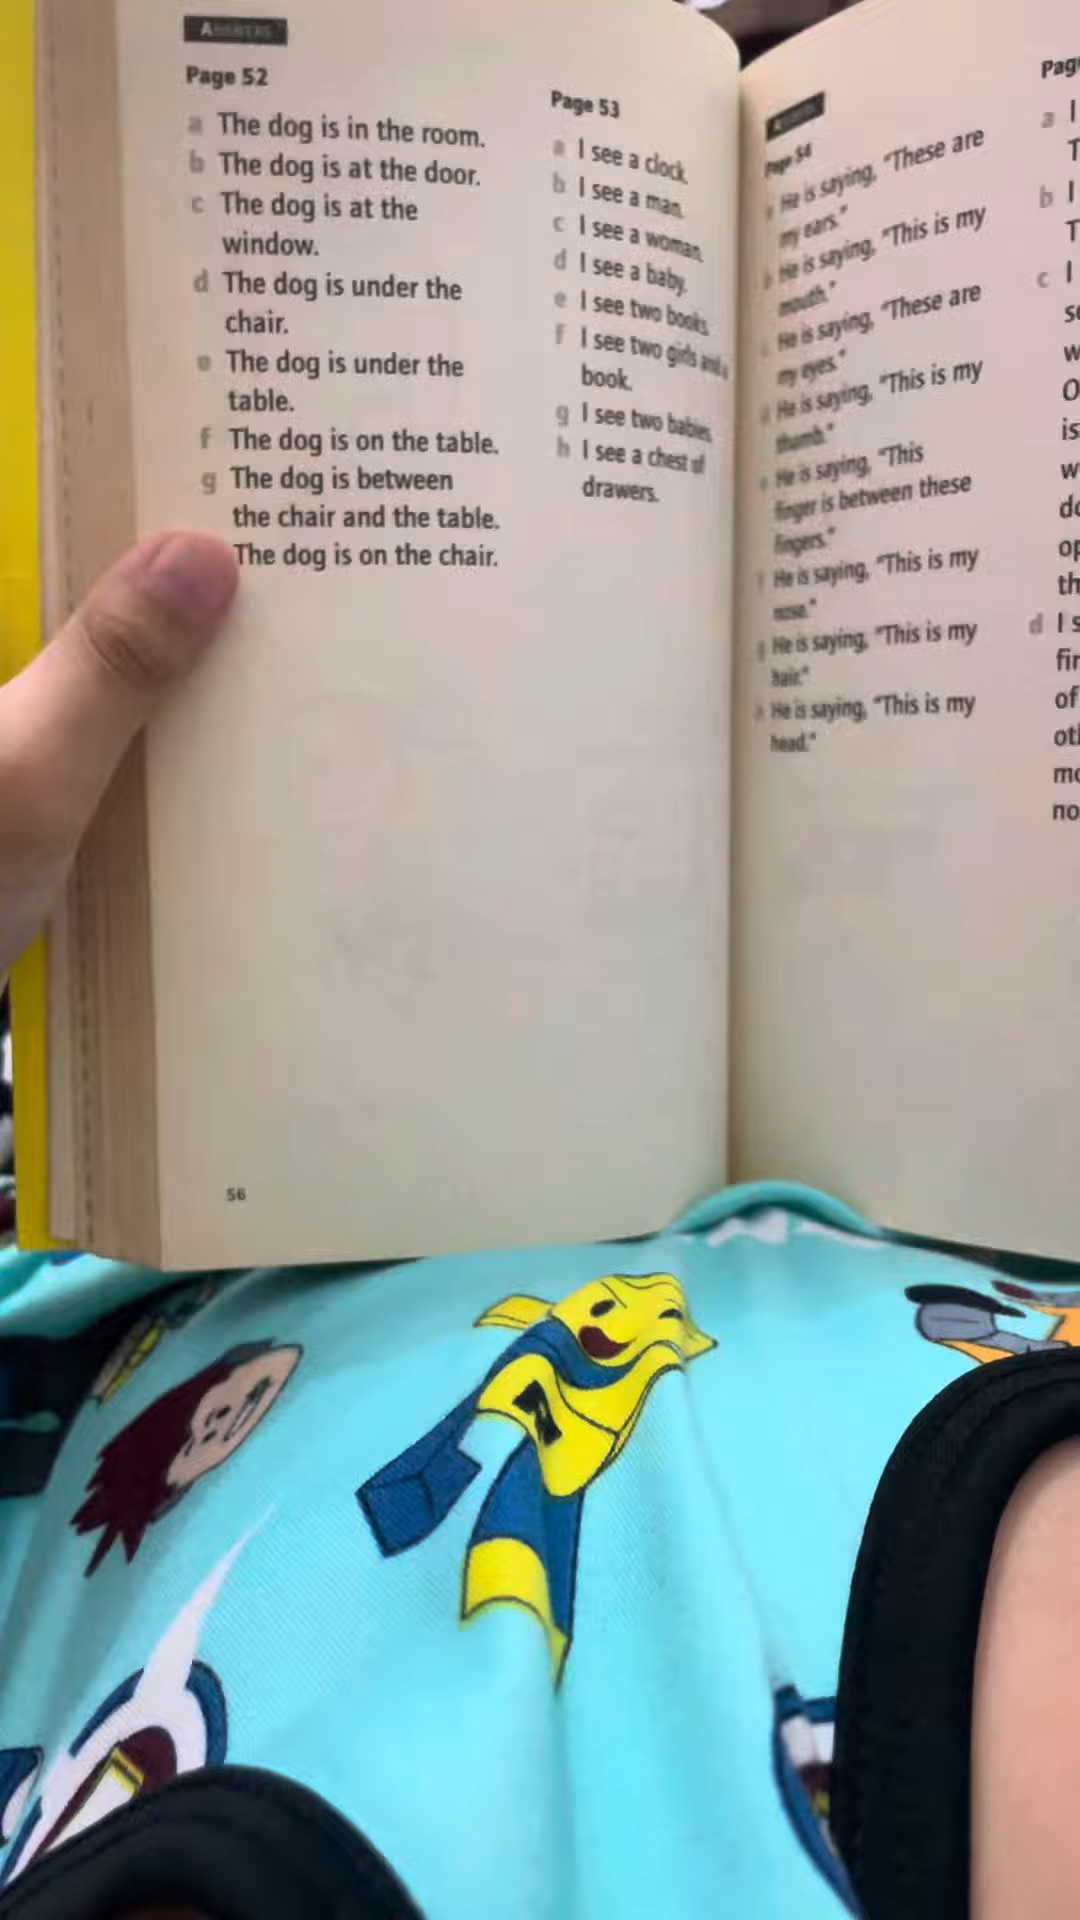 ANSWERS
Page 52
a The dog is in the room.
b The dog is at the door.
c The dog is at the
window.
d The dog is under the
chair.
e The dog is under the
table.
f The dog is on the table.
g The dog is between
the chair and the table.
The dog is on the chair.
56
Page 53
a I see a clock.
b I see a man.
c I see a woman.
d I see a baby.
e I see two books.
f I see two girls and a
book.
g I see two babies.
h I see a chest of
drawers.
ANSWERS
Page 54
a He is saying, "These are
my ears."
b He is saying, "This is my
mouth."
c He is saying, "These are
my eyes."
d He is saying, "This is my
thumb."
e He is saying, "This
finger is between these
fingers."
f He is saying, "This is my
nose."
g He is saying, "This is my
hair."
h He is saying, "This is my
head."
a I
b I
c I
d I
of